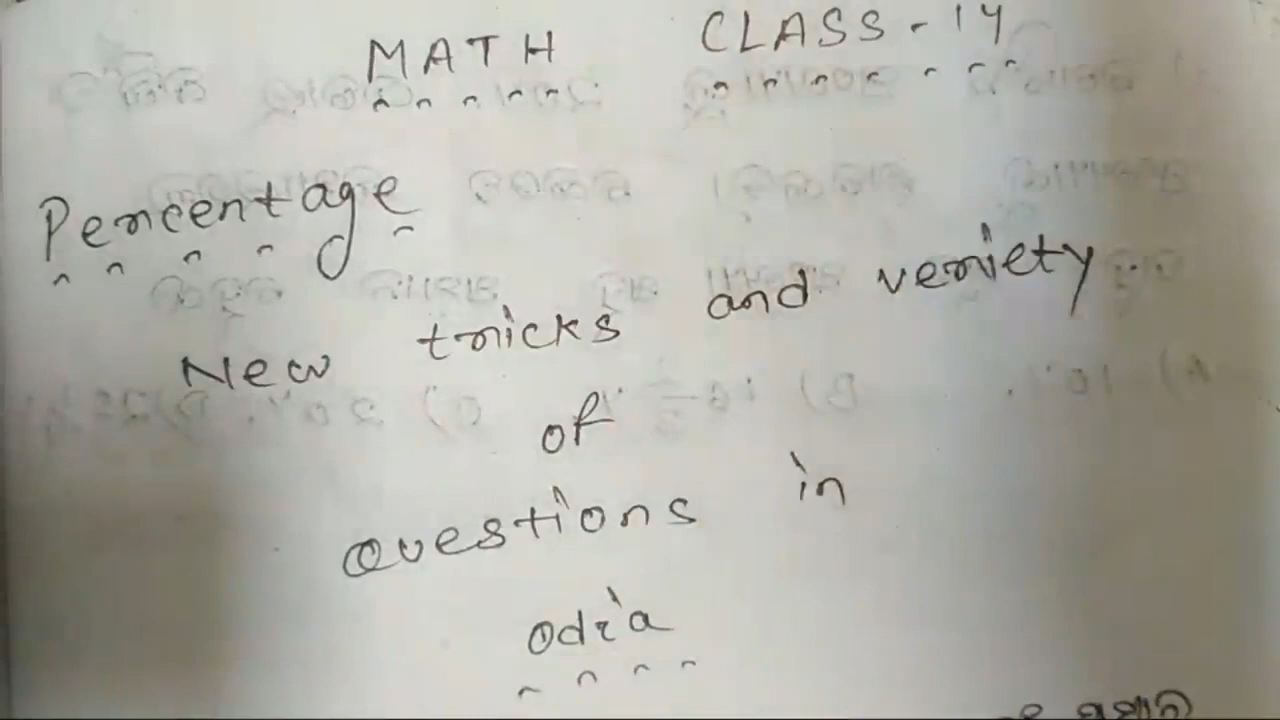 MATH CLASS-14
Percentage
New tricks and veriety
of
questions in
odia